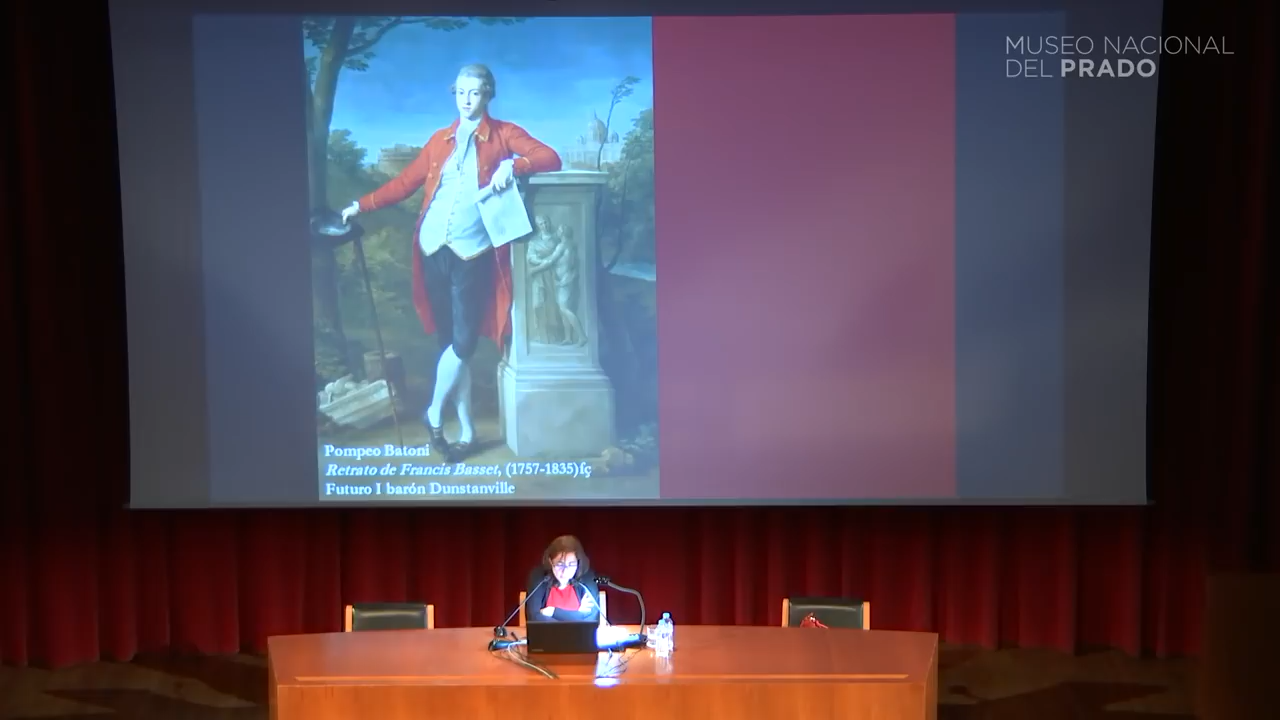 MUSEO NACIONAL
DEL PRADO
Pompeo Batoni
Retrato de Francis Basset, (1757-1835)fç
Futuro I barón Dunstanville